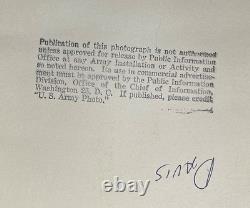 Publication of this photograph is not authorized
unless approved for release by Public Information
Office at any Army Installation or Activity and
so noted hereon. Its use in commercial advertise-
ment must be approved by Public Information
Division, Office of the Chief of Information,
Washington 25, D. C. If published, please credit
"U. S. Army Photo."
DAVIS